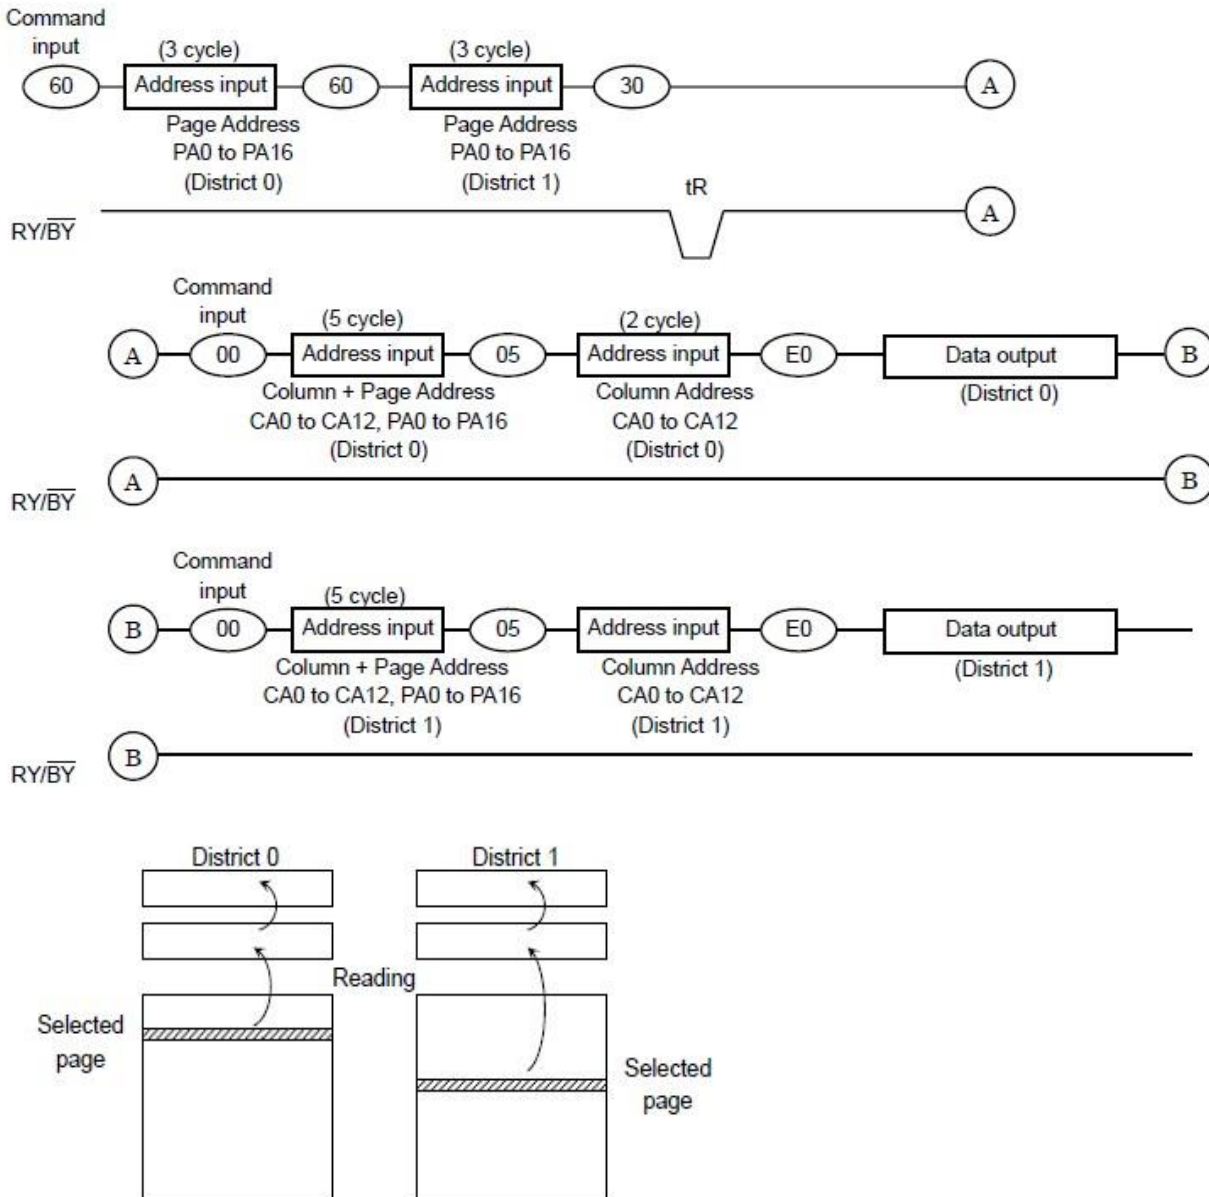 Command
input
(3 cycle)
(3 cycle)
60
Address input
60
Address input
30
A
Page Address
PA0 to PA16
(District 0)
Page Address
PA0 to PA16
(District 1)
tR
RY/BY
A
Command
input
(5 cycle)
(2 cycle)
A
00
Address input
05
Address input
E0
Data output
B
Column + Page Address
CA0 to CA12, PA0 to PA16
(District 0)
Column Address
CA0 to CA12
(District 0)
(District 0)
RY/BY
A
B
Command
input
(5 cycle)
B
00
Address input
05
Address input
E0
Data output
Column + Page Address
CA0 to CA12, PA0 to PA16
(District 1)
Column Address
CA0 to CA12
(District 1)
(District 1)
RY/BY
B
District 0
District 1
Reading
Selected
page
Selected
page